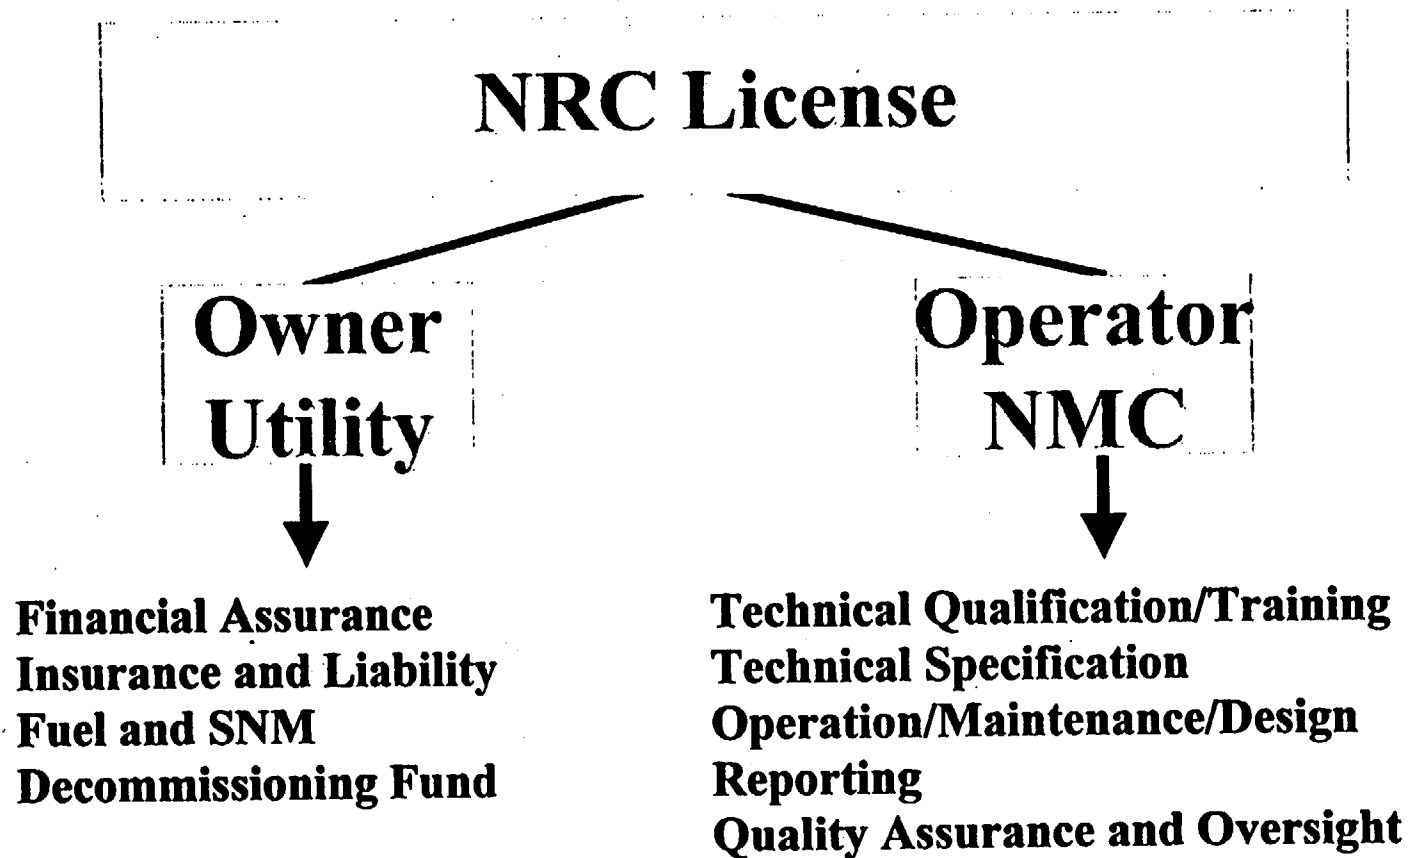 NRC License
Owner
Utility
Operator
NMC
Financial Assurance
Insurance and Liability
Fuel and SNM
Decommissioning Fund
Technical Qualification/Training
Technical Specification
Operation/Maintenance/Design
Reporting
Quality Assurance and Oversight